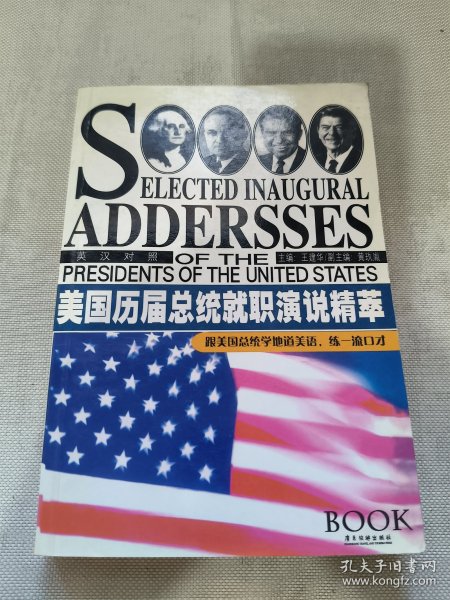 SELECTED INAUGURAL
ADDERSSES
英汉对照 OF THE 主编：王建华/副主编：黄玖胤
PRESIDENTS OF THE UNITED STATES
美国历届总统就职演说精萃
跟美国总统学地道美语，练一流口才
BOOK
孔夫子旧书网
www.kongfz.com